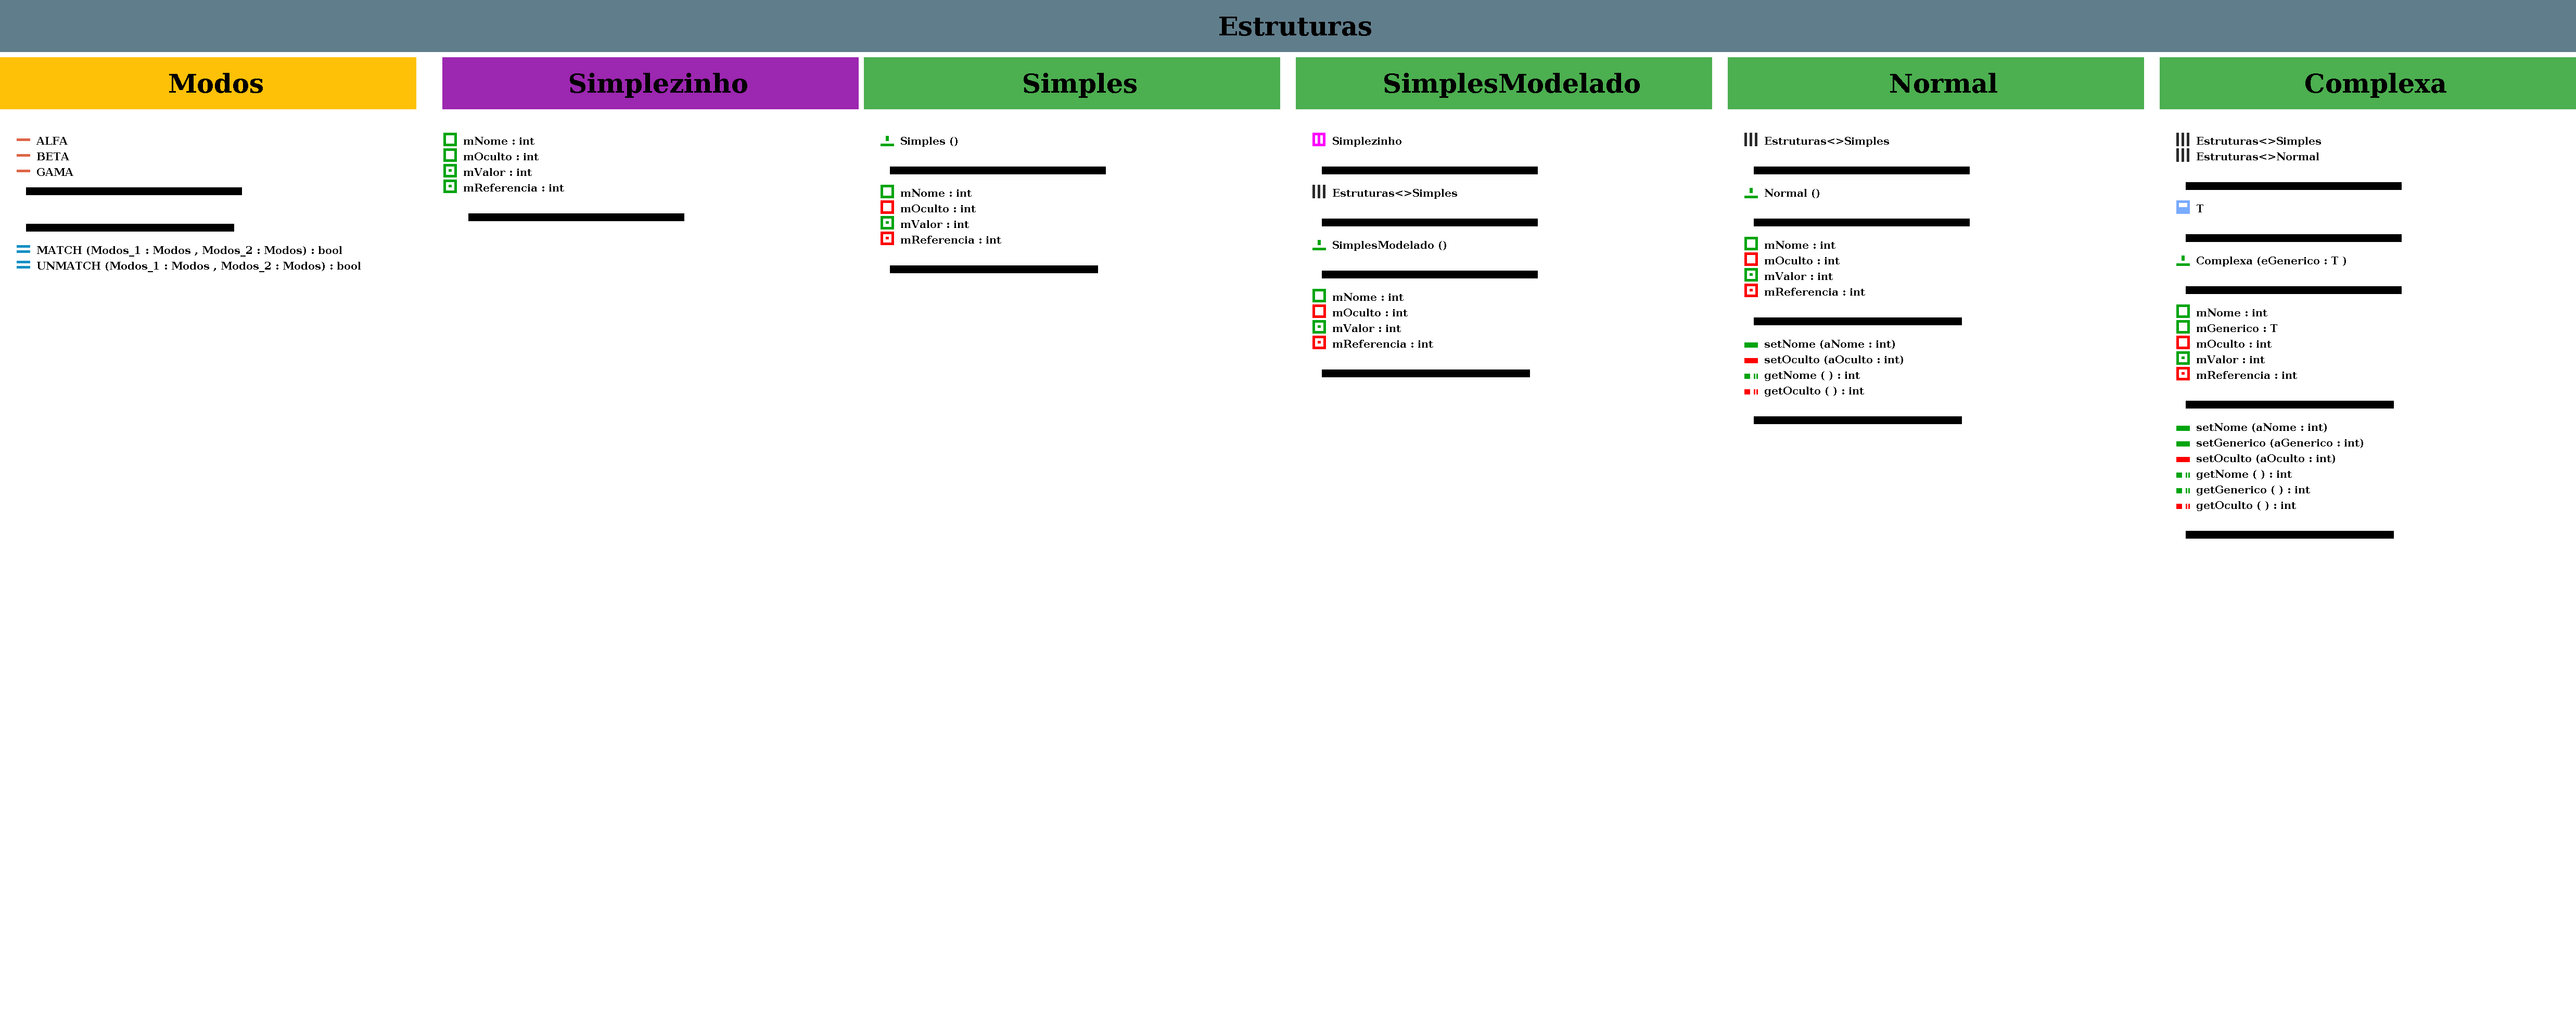 Estruturas
Modos
ALFA
BETA
GAMA
MATCH (Modos_1 : Modos , Modos_2 : Modos) : bool
UNMATCH (Modos_1 : Modos , Modos_2 : Modos) : bool
Simplezinho
mNome : int
mOculto : int
mValor : int
mReferencia : int
Simples
Simples ()
mNome : int
mOculto : int
mValor : int
mReferencia : int
SimplesModelado
Simplezinho
Estruturas<>Simples
SimplesModelado ()
mNome : int
mOculto : int
mValor : int
mReferencia : int
Normal
Estruturas<>Simples
Normal ()
mNome : int
mOculto : int
mValor : int
mReferencia : int
setNome (aNome : int)
setOculto (aOculto : int)
getNome ( ) : int
getOculto ( ) : int
Complexa
Estruturas<>Simples
Estruturas<>Normal
T
Complexa (eGenerico : T )
mNome : int
mGenerico : T
mOculto : int
mValor : int
mReferencia : int
setNome (aNome : int)
setGenerico (aGenerico : int)
setOculto (aOculto : int)
getNome ( ) : int
getGenerico ( ) : int
getOculto ( ) : int